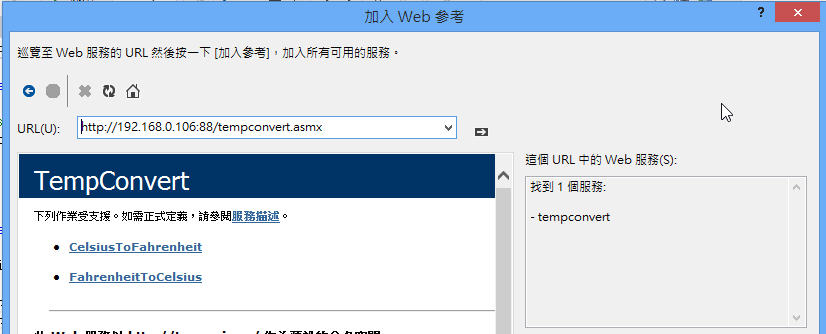 加入 Web 參考
巡覽至 Web 服務的 URL 然後按一下 [加入參考]，加入所有可用的服務。
URL(U):
http://192.168.0.106:88/tempconvert.asmx
這個 URL 中的 Web 服務(S):
TempConvert
下列作業受支援。如需正式定義，請參閱服務描述。
CelsiusToFahrenheit
FahrenheitToCelsius
找到 1 個服務:
- tempconvert